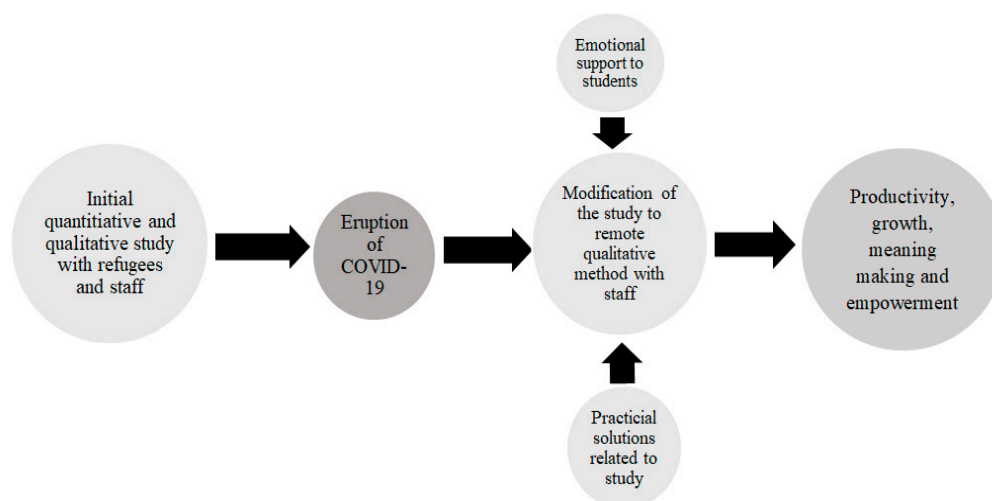 Emotional
support to
students
Initial
quantitiative and
qualitative study
with refugees
and staff
Eruption
of
COVID-
19
Modification of
the study to
remote
qualitative
method with
staff
Productivity,
growth,
meaning
making and
empowerment
Practicial
solutions
related to
study